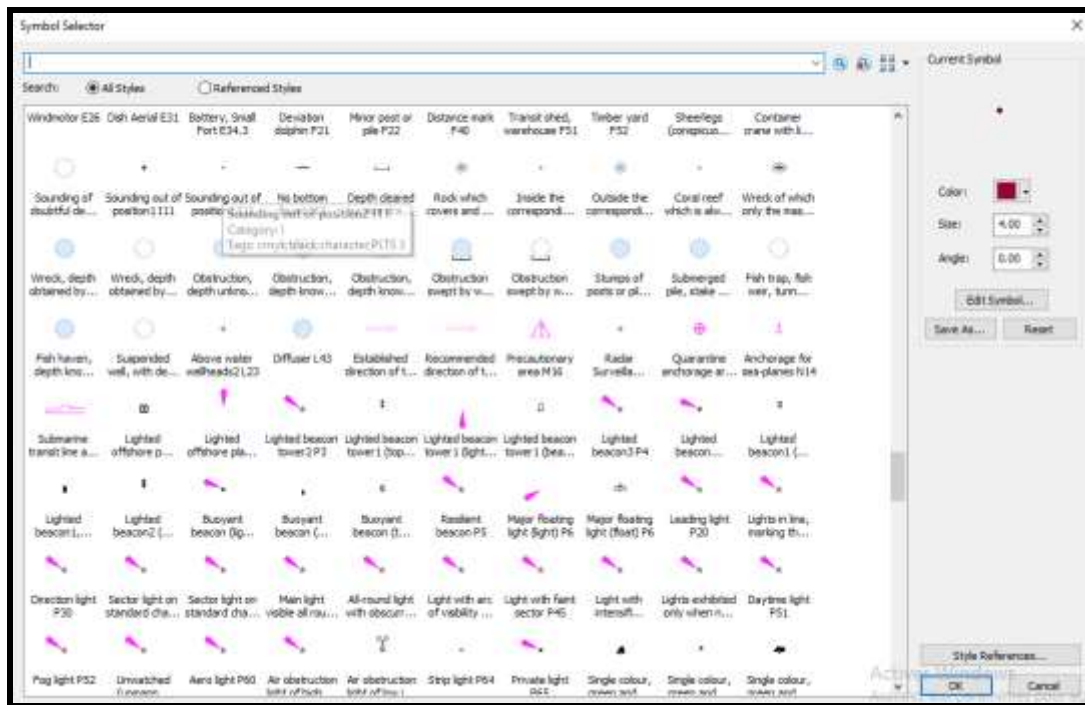 Symbol Selector
Search: All Styles Referenced Styles
Windmotor E26 Dish Aerial E31 Battery, Small Deviation Minor post or Distance mark Transit shed, Timber yard Sheerlegs Container
Fort E34.3 dolphin F21 pile F22 F40 warehouse F51 F52 (conspicuo... crane with l...
Sounding of Sounding out of Sounding out of No bottom Depth cleared Rock which Inside the Outside the Coral reef Wreck of which
doubtful de... position1 I11 covers and ... correspondi... correspondi... which is alw... only the mas...
Category: I
Wreck, depth Wreck, depth Obstruction, Obstruction, Obstruction, Obstruction Obstruction Stumps of Submerged Fish trap, fish
obtained by... obtained by... depth unkno... depth know... depth know... swept by w... swept by w... posts or pil... pile, stake ... weir, tunn...
Fish haven, Suspended Above water Diffuser L43 Established Recommended Precautionary Radar Quarantine Anchorage for
depth kno... well, with de... wellheads2 L23 direction of t... direction of t... area M16 Surveilla... anchorage ar... sea-planes N14
Submarine Lighted Lighted Lighted beacon Lighted beacon Lighted beacon Lighted beacon Lighted Lighted Lighted
transit line a... offshore p... offshore pla... tower2 P3 tower1 (top... tower1 (light... tower1 (bea... beacon3 P4 beacon... beacon1 (...
Lighted Lighted Buoyant Buoyant Buoyant Resilient Major floating Major floating Leading light Lights in line,
beacon1,... beacon2 (... beacon (lig... beacon (... beacon (t... beacon P5 light (light) P6 light (float) P6 P20 marking th...
Direction light Sector light on Sector light on Main light All-round light Light with arc Light with faint Light with Lights exhibited Daytime light
P30 standard cha... standard cha... visible all rou... with obscurr... of visibility ... sector P45 intensifi... only when n... P51
Fog light P52 Unwatched Aero light P60 Air obstruction Air obstruction Strip light P64 Private light Single colour, Single colour, Single colour,
P65
Current Symbol
Color:
Size: 4.00
Angle: 0.00
Edit Symbol...
Save As... Reset
Style References...
OK Cancel